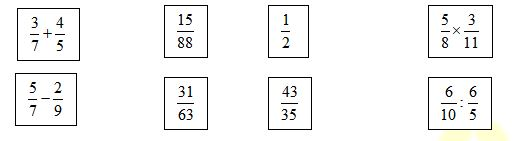 3/7 + 4/5   15/88   1/2   5/8 × 3/11
5/7 − 2/9   31/63   43/35   6/10 : 6/5